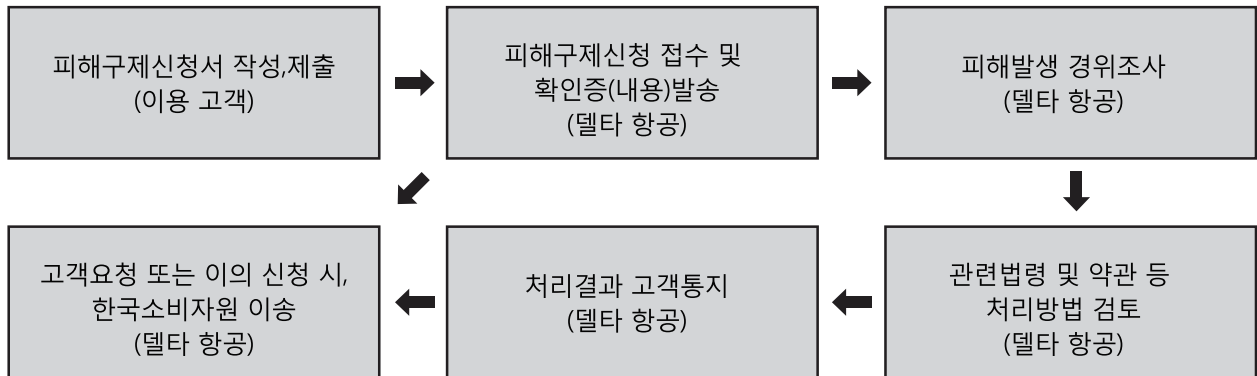 피해구제신청서 작성,제출
(이용 고객)
피해구제신청 접수 및
확인증(내용)발송
(델타 항공)
피해발생 경위조사
(델타 항공)
고객요청 또는 이의 신청 시,
한국소비자원 이송
(델타 항공)
처리결과 고객통지
(델타 항공)
관련법령 및 약관 등
처리방법 검토
(델타 항공)